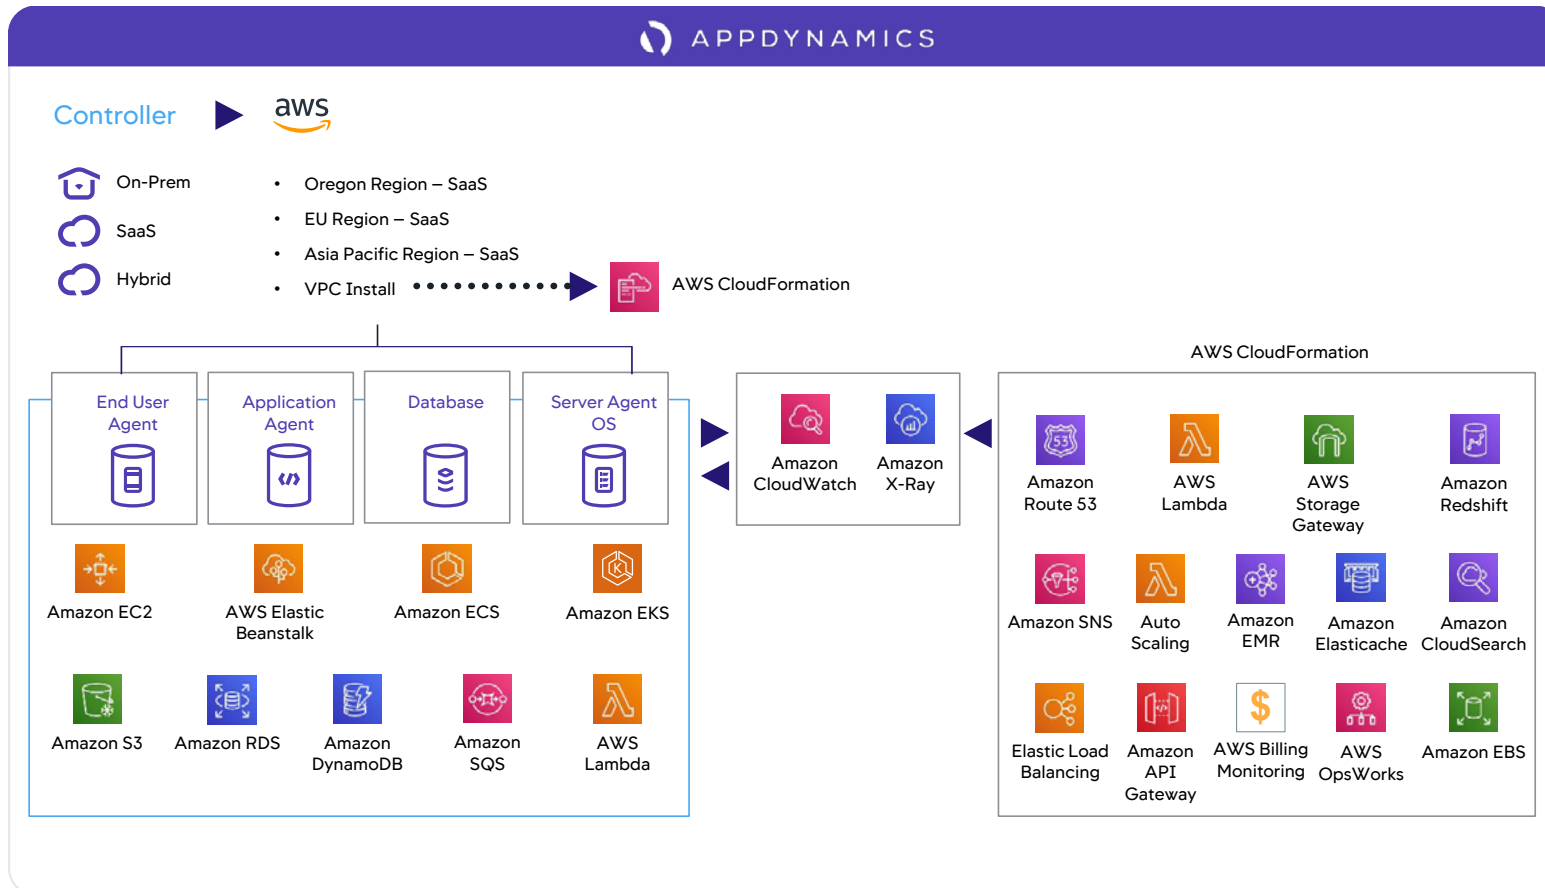 APPDYNAMICS
Controller
aws
On-Prem
SaaS
Hybrid
• Oregon Region – SaaS
• EU Region – SaaS
• Asia Pacific Region – SaaS
• VPC Install
AWS CloudFormation
End User
Agent
Application
Agent
Database
Server Agent
OS
Amazon EC2
AWS Elastic
Beanstalk
Amazon ECS
K
Amazon EKS
Amazon S3
Amazon RDS
Amazon
DynamoDB
Amazon
SQS
AWS
Lambda
Amazon
CloudWatch
Amazon
X-Ray
AWS CloudFormation
53
Amazon
Route 53
AWS
Lambda
AWS
Storage
Gateway
Amazon
Redshift
Amazon SNS
Auto
Scaling
Amazon
EMR
Amazon
Elasticache
Amazon
CloudSearch
Elastic Load
Balancing
Amazon
API
Gateway
$
AWS Billing
Monitoring
AWS
OpsWorks
Amazon EBS